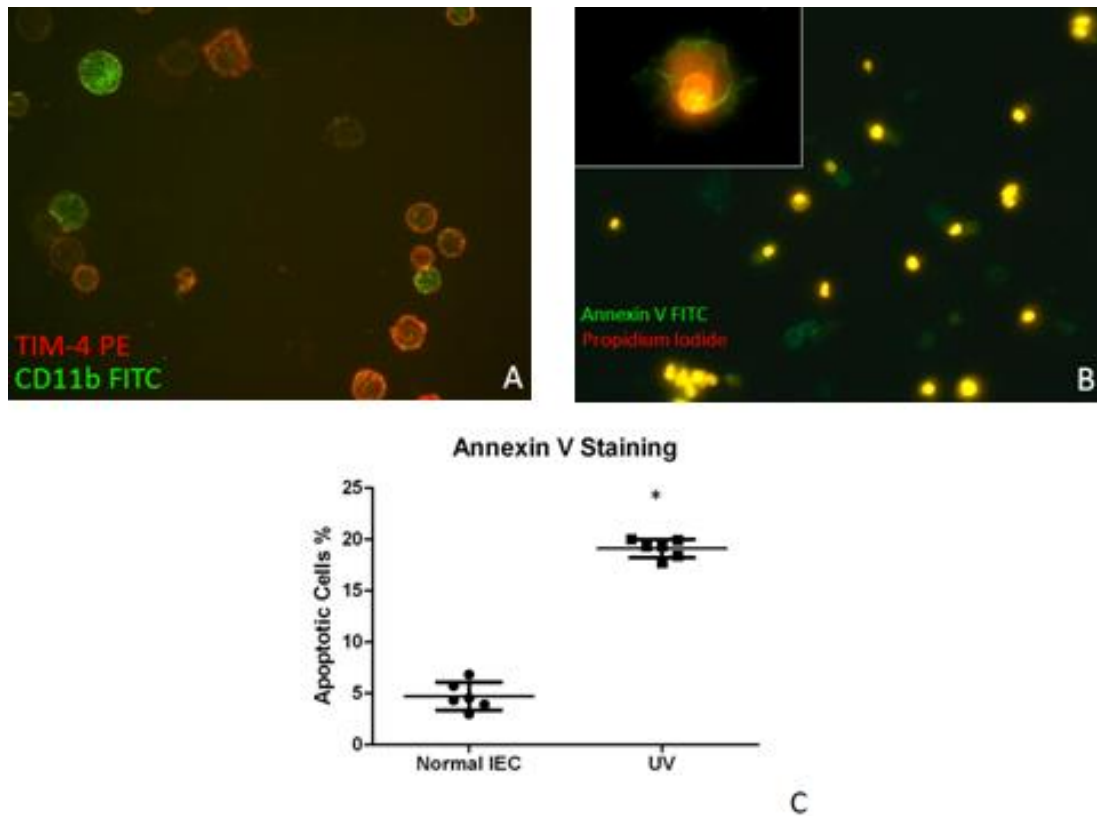 TIM-4 PE
CD11b FITC
A
Annexin V FITC
Propidium Iodide
B
Annexin V Staining
Apoptotic Cells %
25
20
15
10
5
0
*
Normal IEC
UV
C